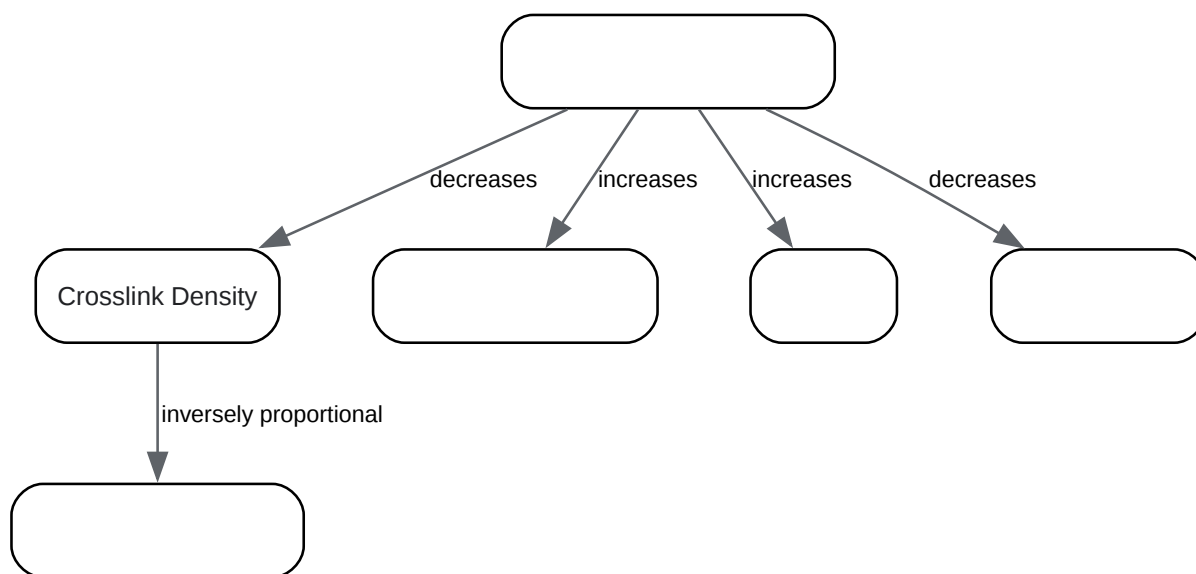 decreases
increases
increases
decreases
Crosslink Density
inversely proportional